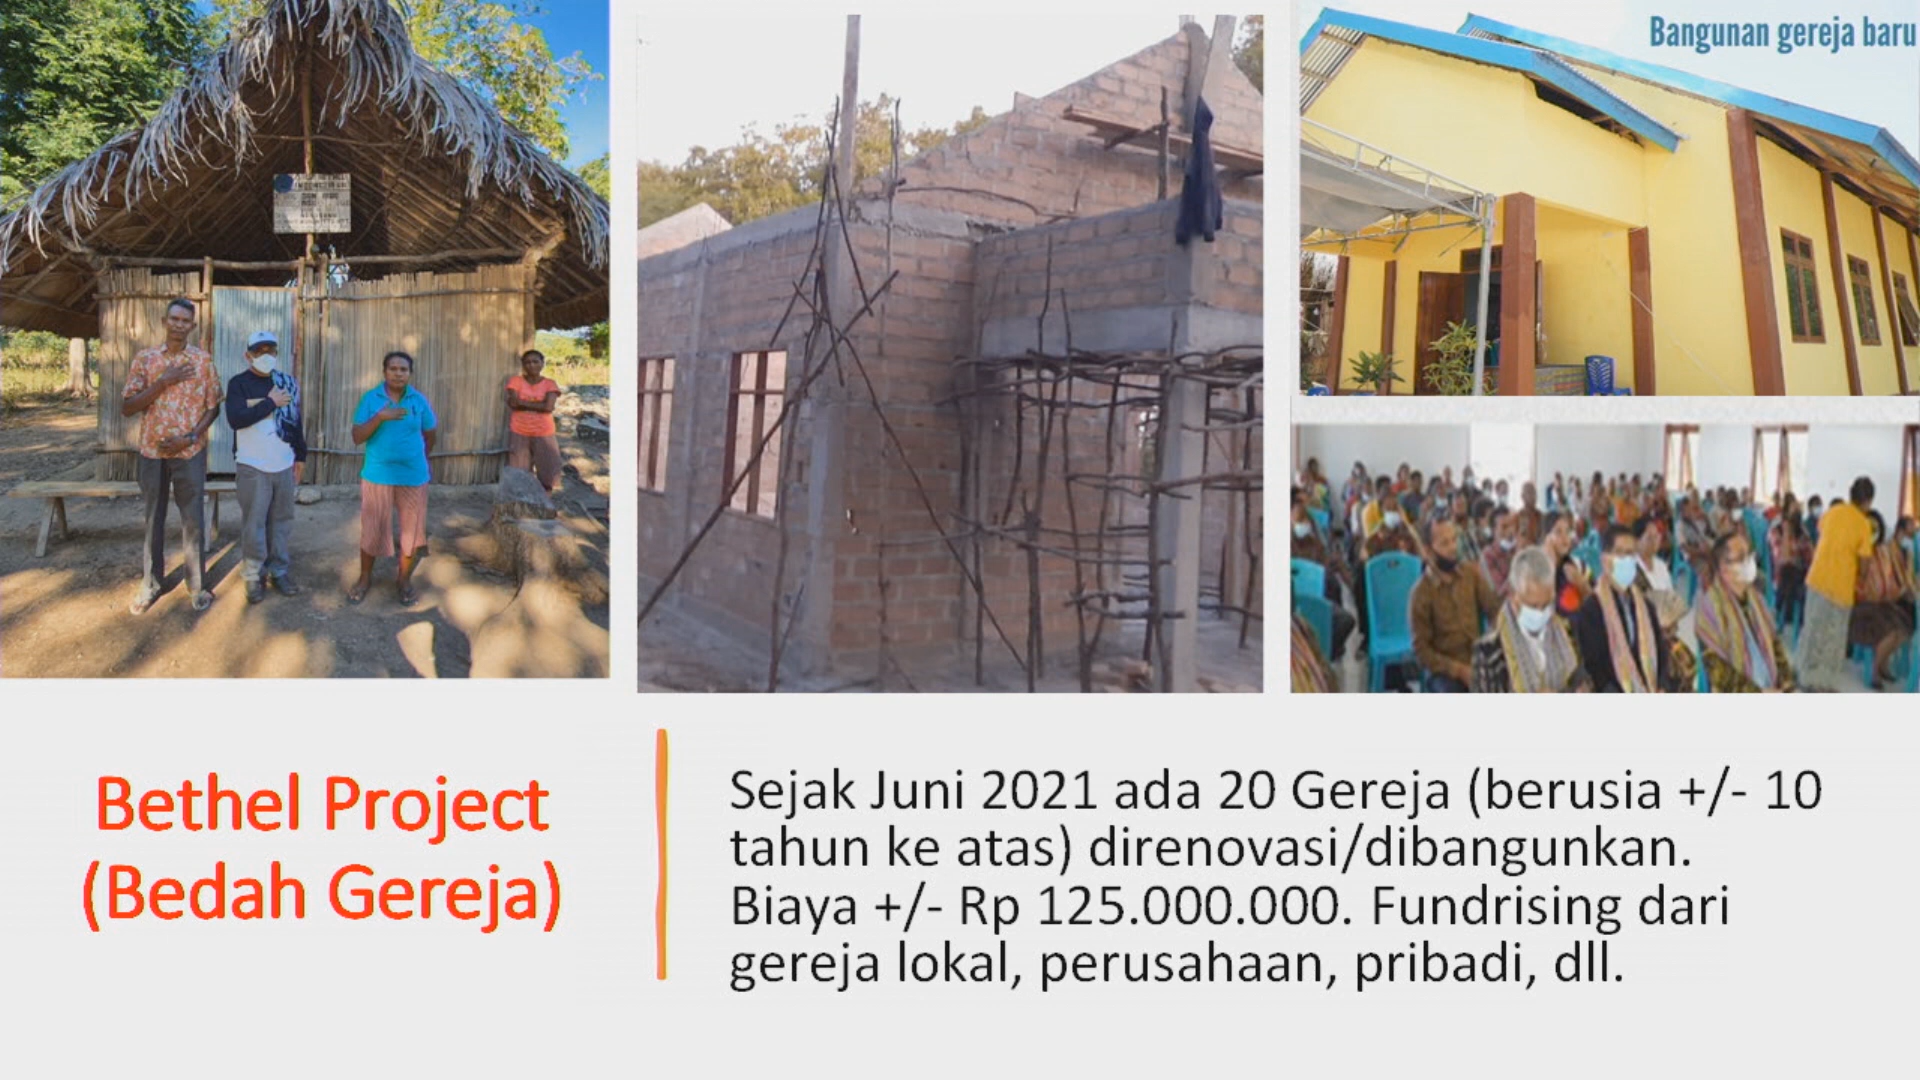 Bangunan gereja baru
Bethel Project
(Bedah Gereja)
Sejak Juni 2021 ada 20 Gereja (berusia +/- 10
tahun ke atas) direnovasi/dibangunkan.
Biaya +/- Rp 125.000.000. Fundrising dari
gereja lokal, perusahaan, pribadi, dll.